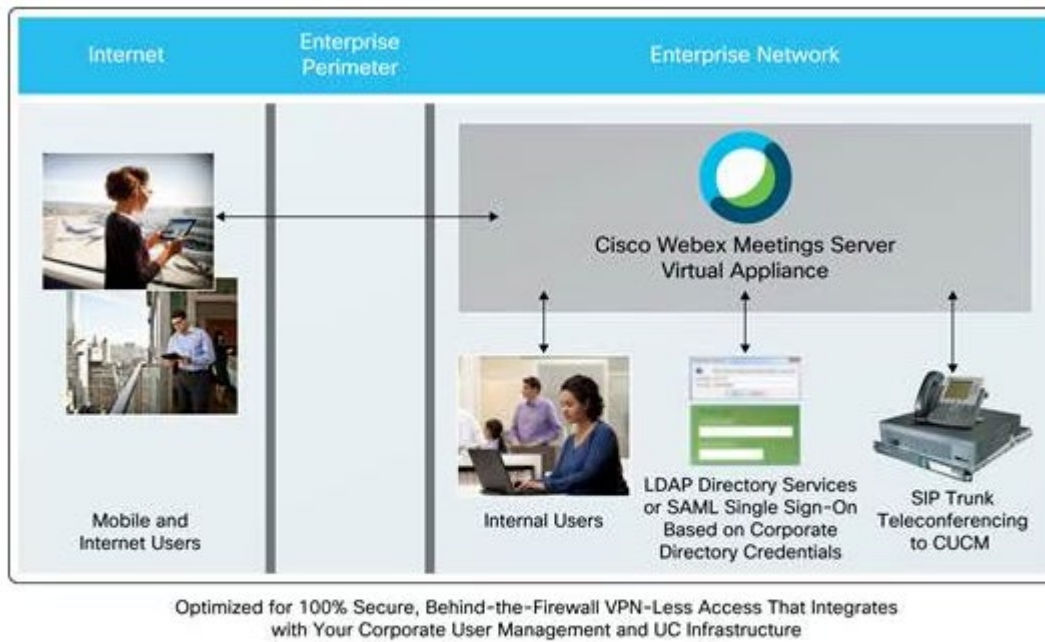 Internet
Enterprise
Perimeter
Enterprise Network
Cisco Webex Meetings Server
Virtual Appliance
Mobile and
Internet Users
Internal Users
LDAP Directory Services
or SAML Single Sign-On
Based on Corporate
Directory Credentials
SIP Trunk
Teleconferencing
to CUCM
Optimized for 100% Secure, Behind-the-Firewall VPN-Less Access That Integrates
with Your Corporate User Management and UC Infrastructure